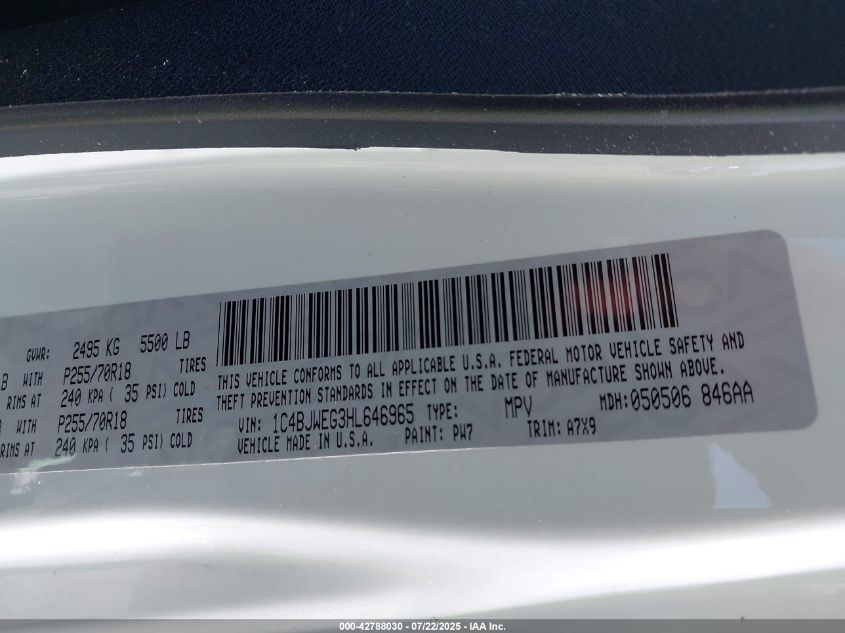 GVWR: 2495 KG 5500 LB
B WITH P255/70R18 TIRES
RIMS AT 240 KPA ( 35 PSI) COLD
WITH P255/70R18 TIRES
RIMS AT 240 KPA ( 35 PSI) COLD
THIS VEHICLE CONFORMS TO ALL APPLICABLE U.S.A. FEDERAL MOTOR VEHICLE SAFETY AND
THEFT PREVENTION STANDARDS IN EFFECT ON THE DATE OF MANUFACTURE SHOWN ABOVE.
VIN: 1C4BJWEG3HL646965 TYPE: MPV MDH:050506 846AA
VEHICLE MADE IN U.S.A. PAINT: PW7 TRIM: A7X9
000-42788030 - 07/22/2025 - IAA Inc.